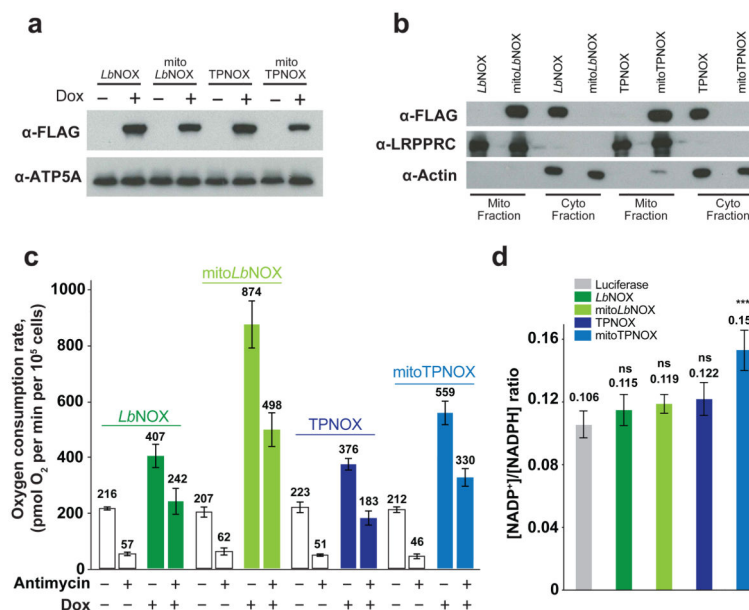 a
LbNOX
mito
LbNOX
TPNOX
mito
TPNOX
Dox
− + − + − + − +
α-FLAG
α-ATP5A
b
LbNOX
mitoLbNOX
LbNOX
mitoLbNOX
TPNOX
mitoTPNOX
TPNOX
mitoTPNOX
α-FLAG
α-LRPPRC
α-Actin
Mito
Fraction
Cyto
Fraction
Mito
Fraction
Cyto
Fraction
c
Oxygen consumption rate,
(pmol O2 per min per 10⁵ cells)
1000
800
600
400
200
0
LbNOX
mitoLbNOX
TPNOX
mitoTPNOX
216
57
407
242
207
62
874
498
223
51
376
183
212
46
559
330
Antimycin
− + − + − + − + − + − + − + − +
Dox
− − + + − − + + − − + + − − + +
d
Luciferase
LbNOX
mitoLbNOX
TPNOX
mitoTPNOX
[NADP⁺]/[NADPH] ratio
0.16
0.12
0.08
0.04
0
0.106
ns
0.115
ns
0.119
ns
0.122